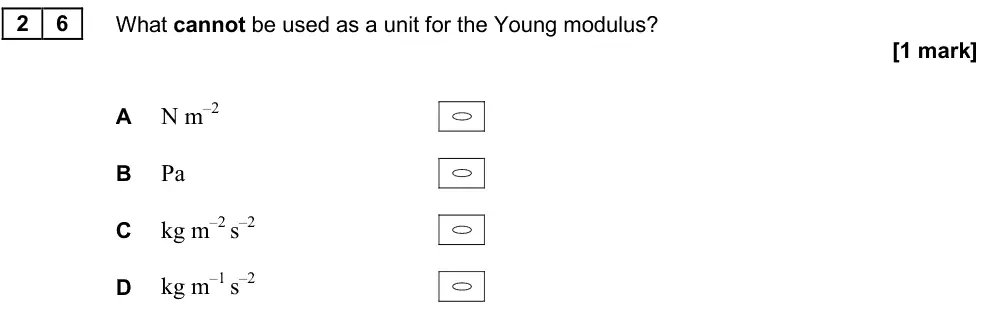 2 6 What cannot be used as a unit for the Young modulus?
[1 mark]
A N m⁻²
B Pa
C kg m⁻² s⁻²
D kg m⁻¹ s⁻²